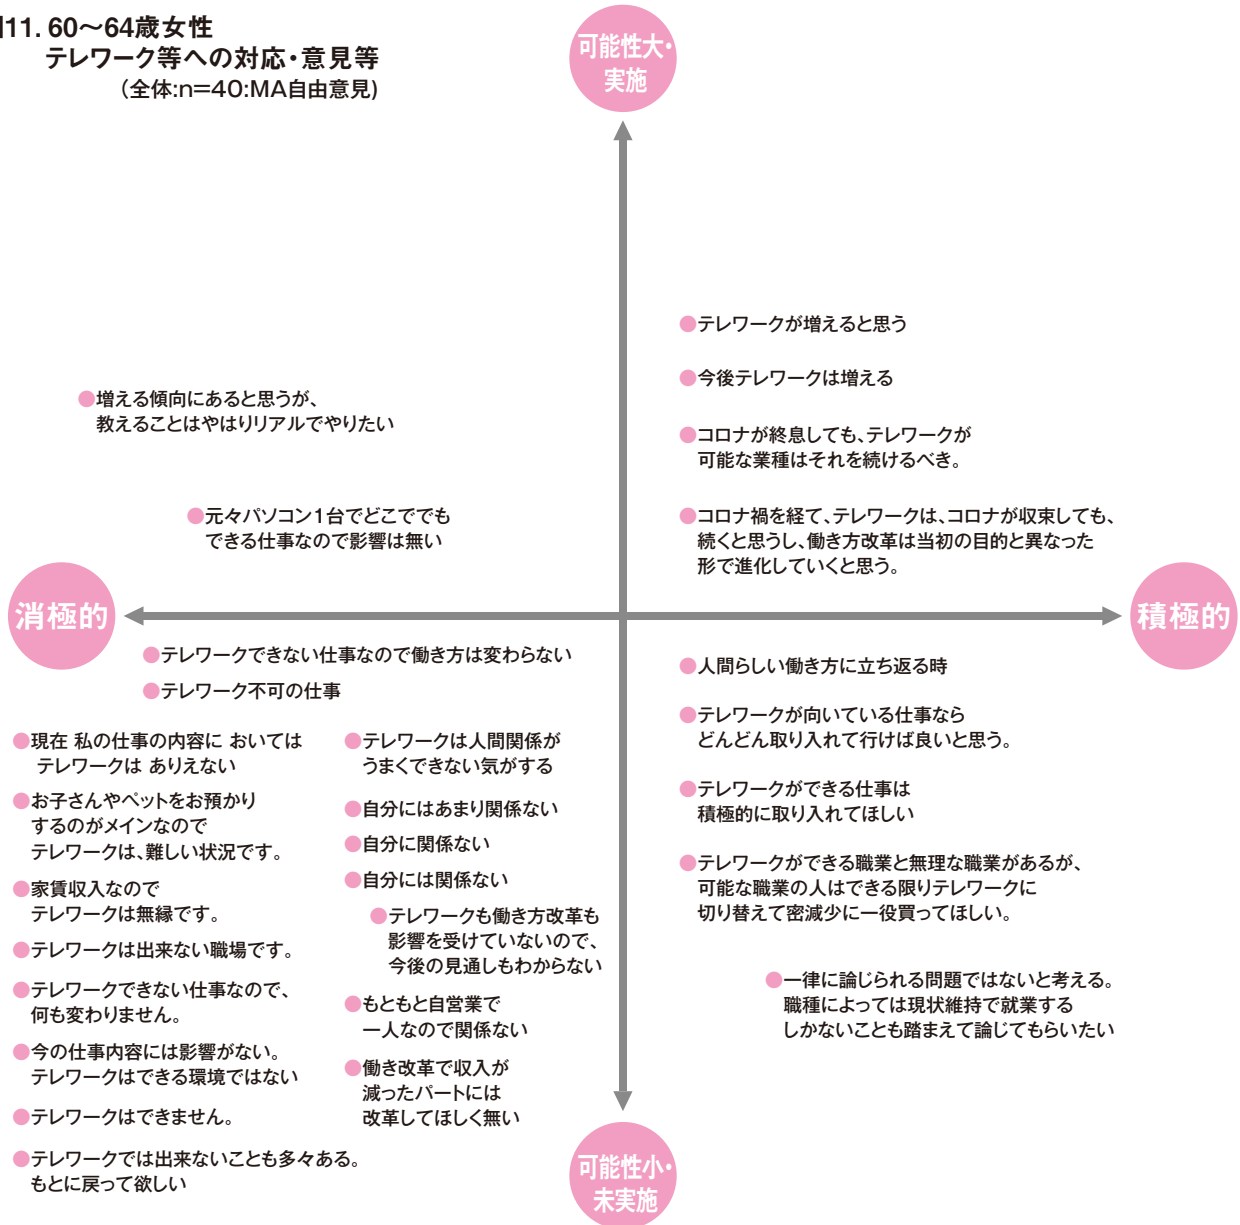 11. 60〜64歳女性
テレワーク等への対応・意見等
（全体:n=40:MA自由意見)
可能性大・
実施
●増える傾向にあると思うが、
教えることはやはりリアルでやりたい
●元々パソコン1台でどこででも
できる仕事なので影響は無い
●テレワークが増えると思う
●今後テレワークは増える
●コロナが終息しても、テレワークが
可能な業種はそれを続けるべき。
●コロナ禍を経て、テレワークは、コロナが収束しても、
続くと思うし、働き方改革は当初の目的と異なった
形で進化していくと思う。
消極的
積極的
●テレワークできない仕事なので働き方は変わらない
●テレワーク不可の仕事
●現在 私の仕事の内容に おいては
テレワークは ありえない
●お子さんやペットをお預かり
するのがメインなので
テレワークは、難しい状況です。
●家賃収入なので
テレワークは無縁です。
●テレワークは出来ない職場です。
●テレワークできない仕事なので、
何も変わりません。
●今の仕事内容には影響がない。
テレワークはできる環境ではない
●テレワークはできません。
●テレワークでは出来ないことも多々ある。
もとに戻って欲しい
●テレワークは人間関係が
うまくできない気がする
●自分にはあまり関係ない
●自分に関係ない
●自分には関係ない
●テレワークも働き方改革も
影響を受けていないので、
今後の見通しもわからない
●もともと自営業で
一人なので関係ない
●働き改革で収入が
減ったパートには
改革してほしく無い
●人間らしい働き方に立ち返る時
●テレワークが向いている仕事なら
どんどん取り入れて行けば良いと思う。
●テレワークができる仕事は
積極的に取り入れてほしい
●テレワークができる職業と無理な職業があるが、
可能な職業の人はできる限りテレワークに
切り替えて密減少に一役買ってほしい。
●一律に論じられる問題ではないと考える。
職種によっては現状維持で就業する
しかないことも踏まえて論じてもらいたい
可能性小・
未実施